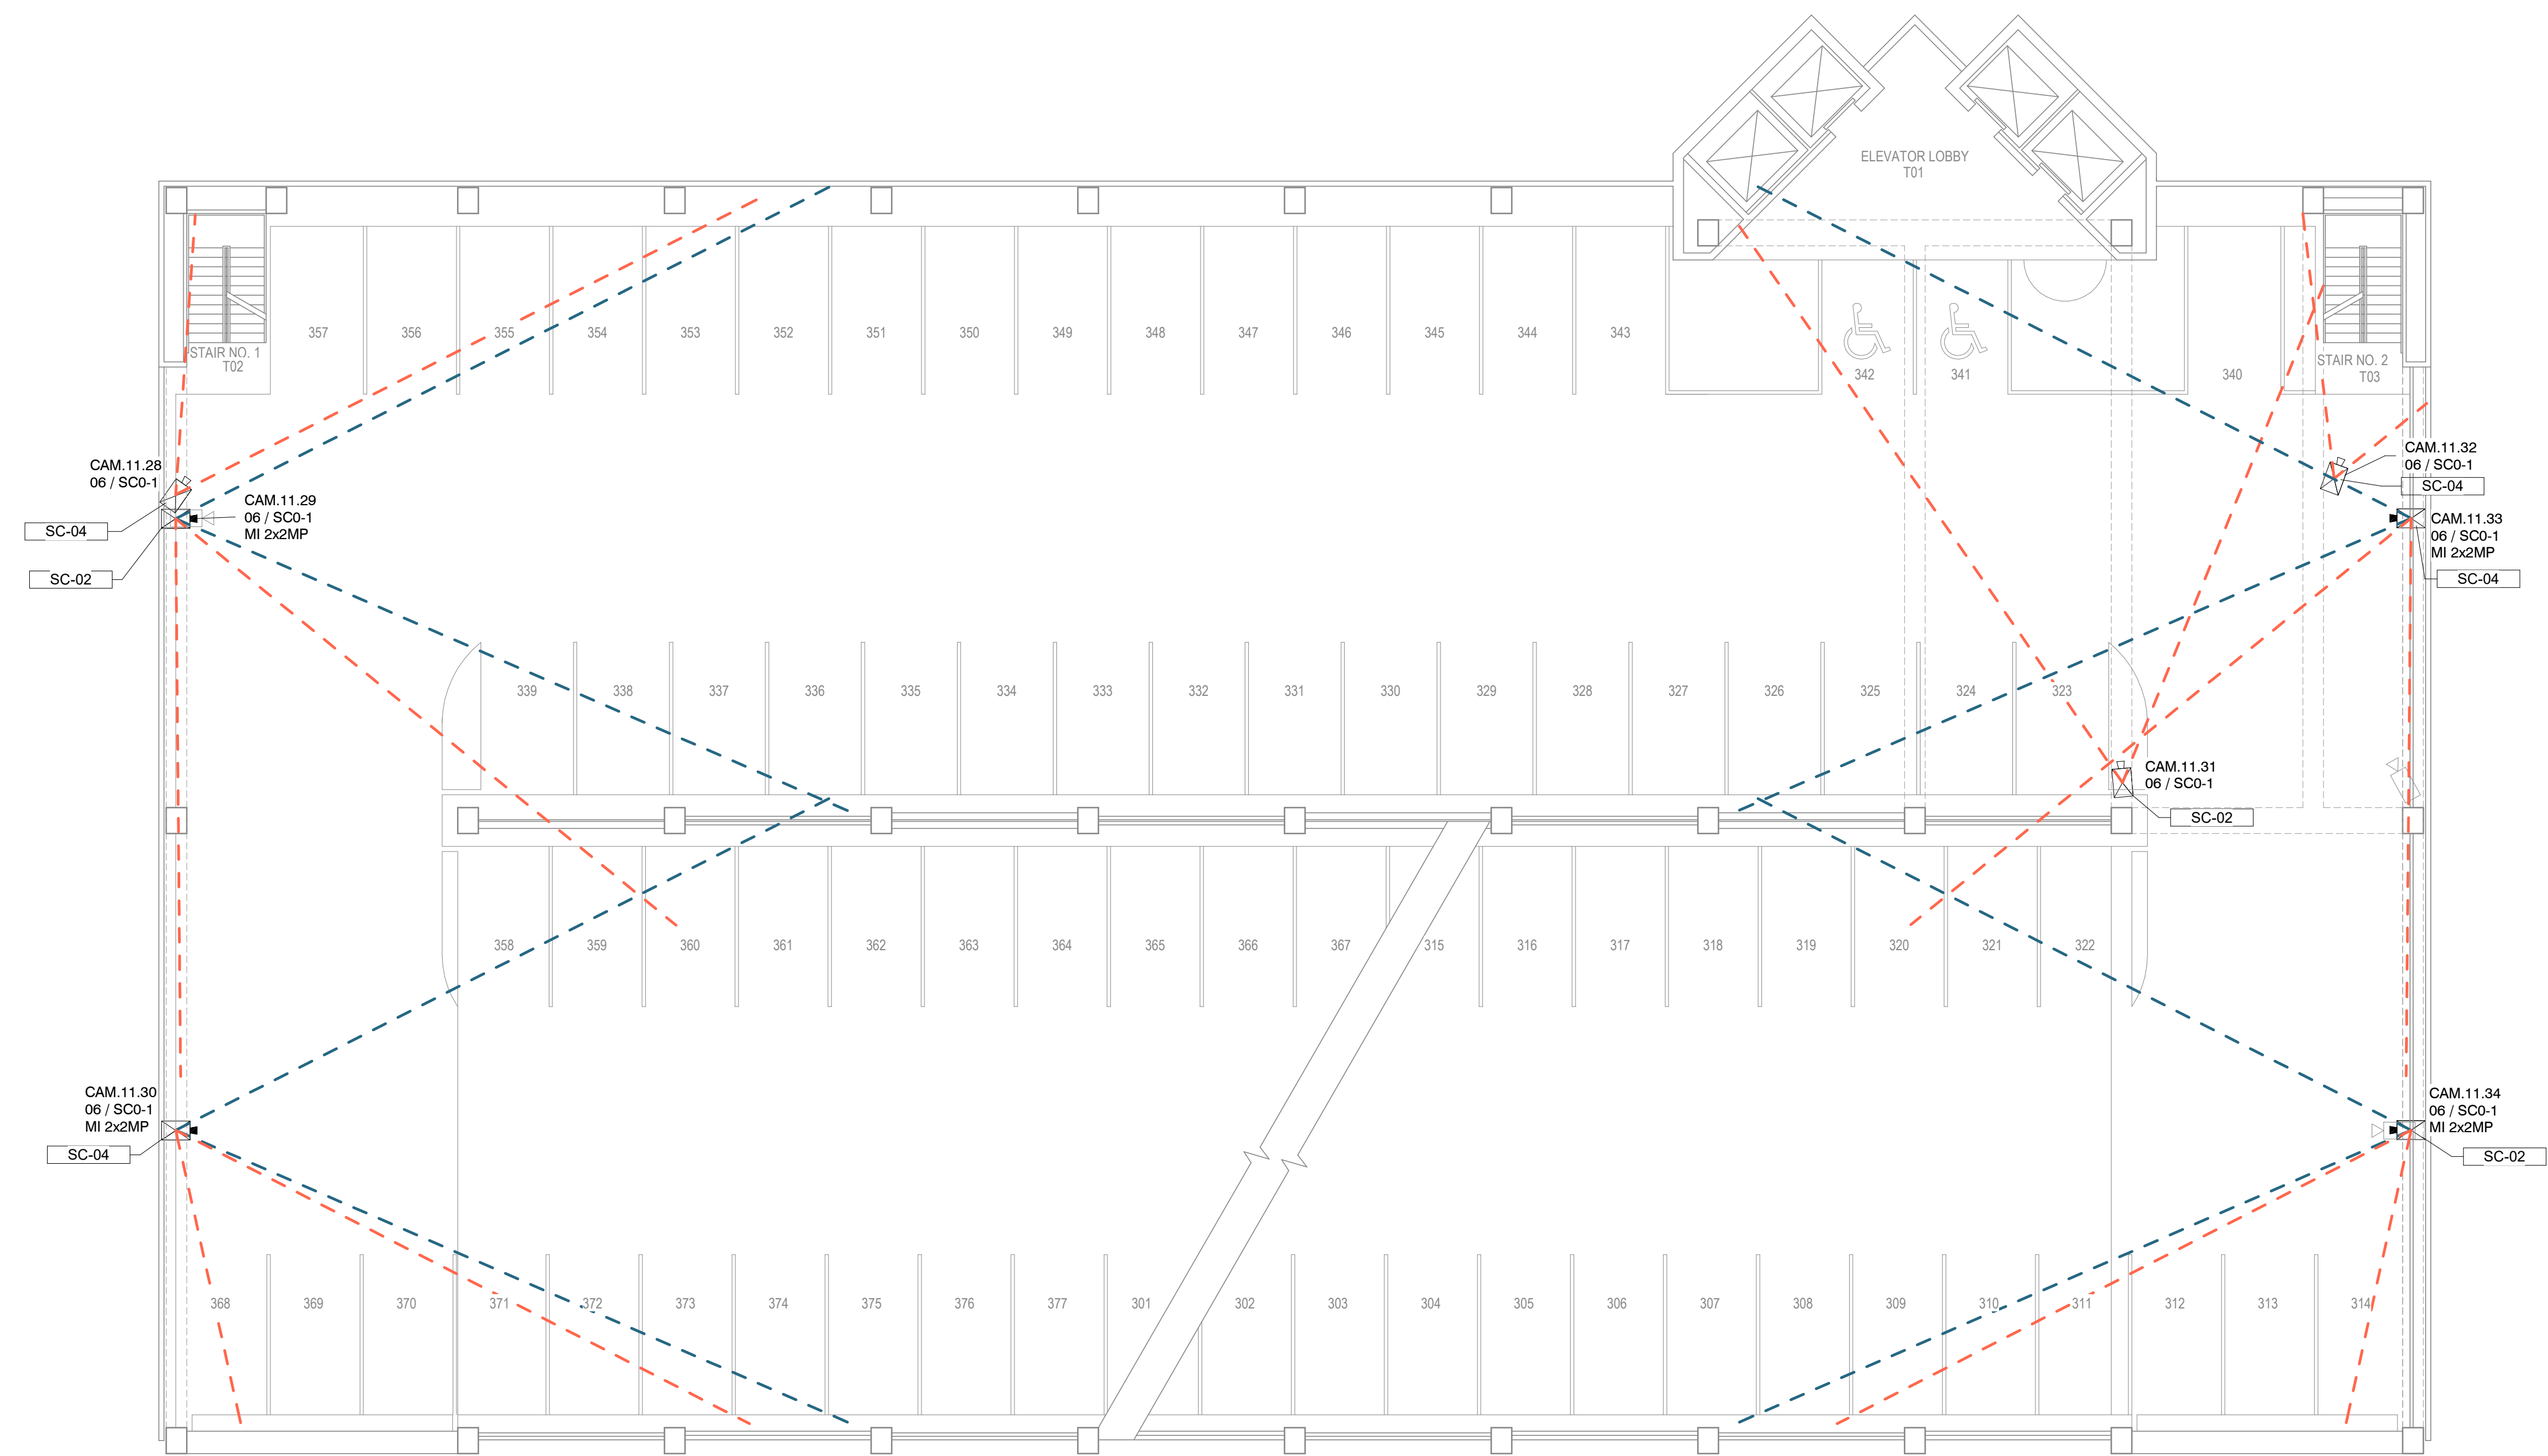 ELEVATOR LOBBY
T01
357
356
355
354
353
352
351
350
349
348
347
346
345
344
343
342
341
340
STAIR NO. 1
T02
STAIR NO. 2
T03
CAM.11.28
06 / SC0-1
SC-04
CAM.11.29
06 / SC0-1
MI 2x2MP
SC-02
CAM.11.32
06 / SC0-1
SC-04
CAM.11.33
06 / SC0-1
MI 2x2MP
SC-04
339
338
337
336
335
334
333
332
331
330
329
328
327
326
325
324
323
CAM.11.31
06 / SC0-1
SC-02
358
359
360
361
362
363
364
365
366
367
315
316
317
318
319
320
321
322
CAM.11.30
06 / SC0-1
MI 2x2MP
SC-04
CAM.11.34
06 / SC0-1
MI 2x2MP
SC-02
368
369
370
371
372
373
374
375
376
377
301
302
303
304
305
306
307
308
309
310
311
312
313
314